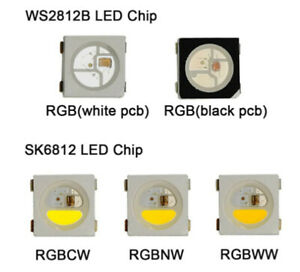 WS2812B LED Chip
RGB(white pcb)
RGB(black pcb)
SK6812 LED Chip
RGBCW
RGBNW
RGBWW